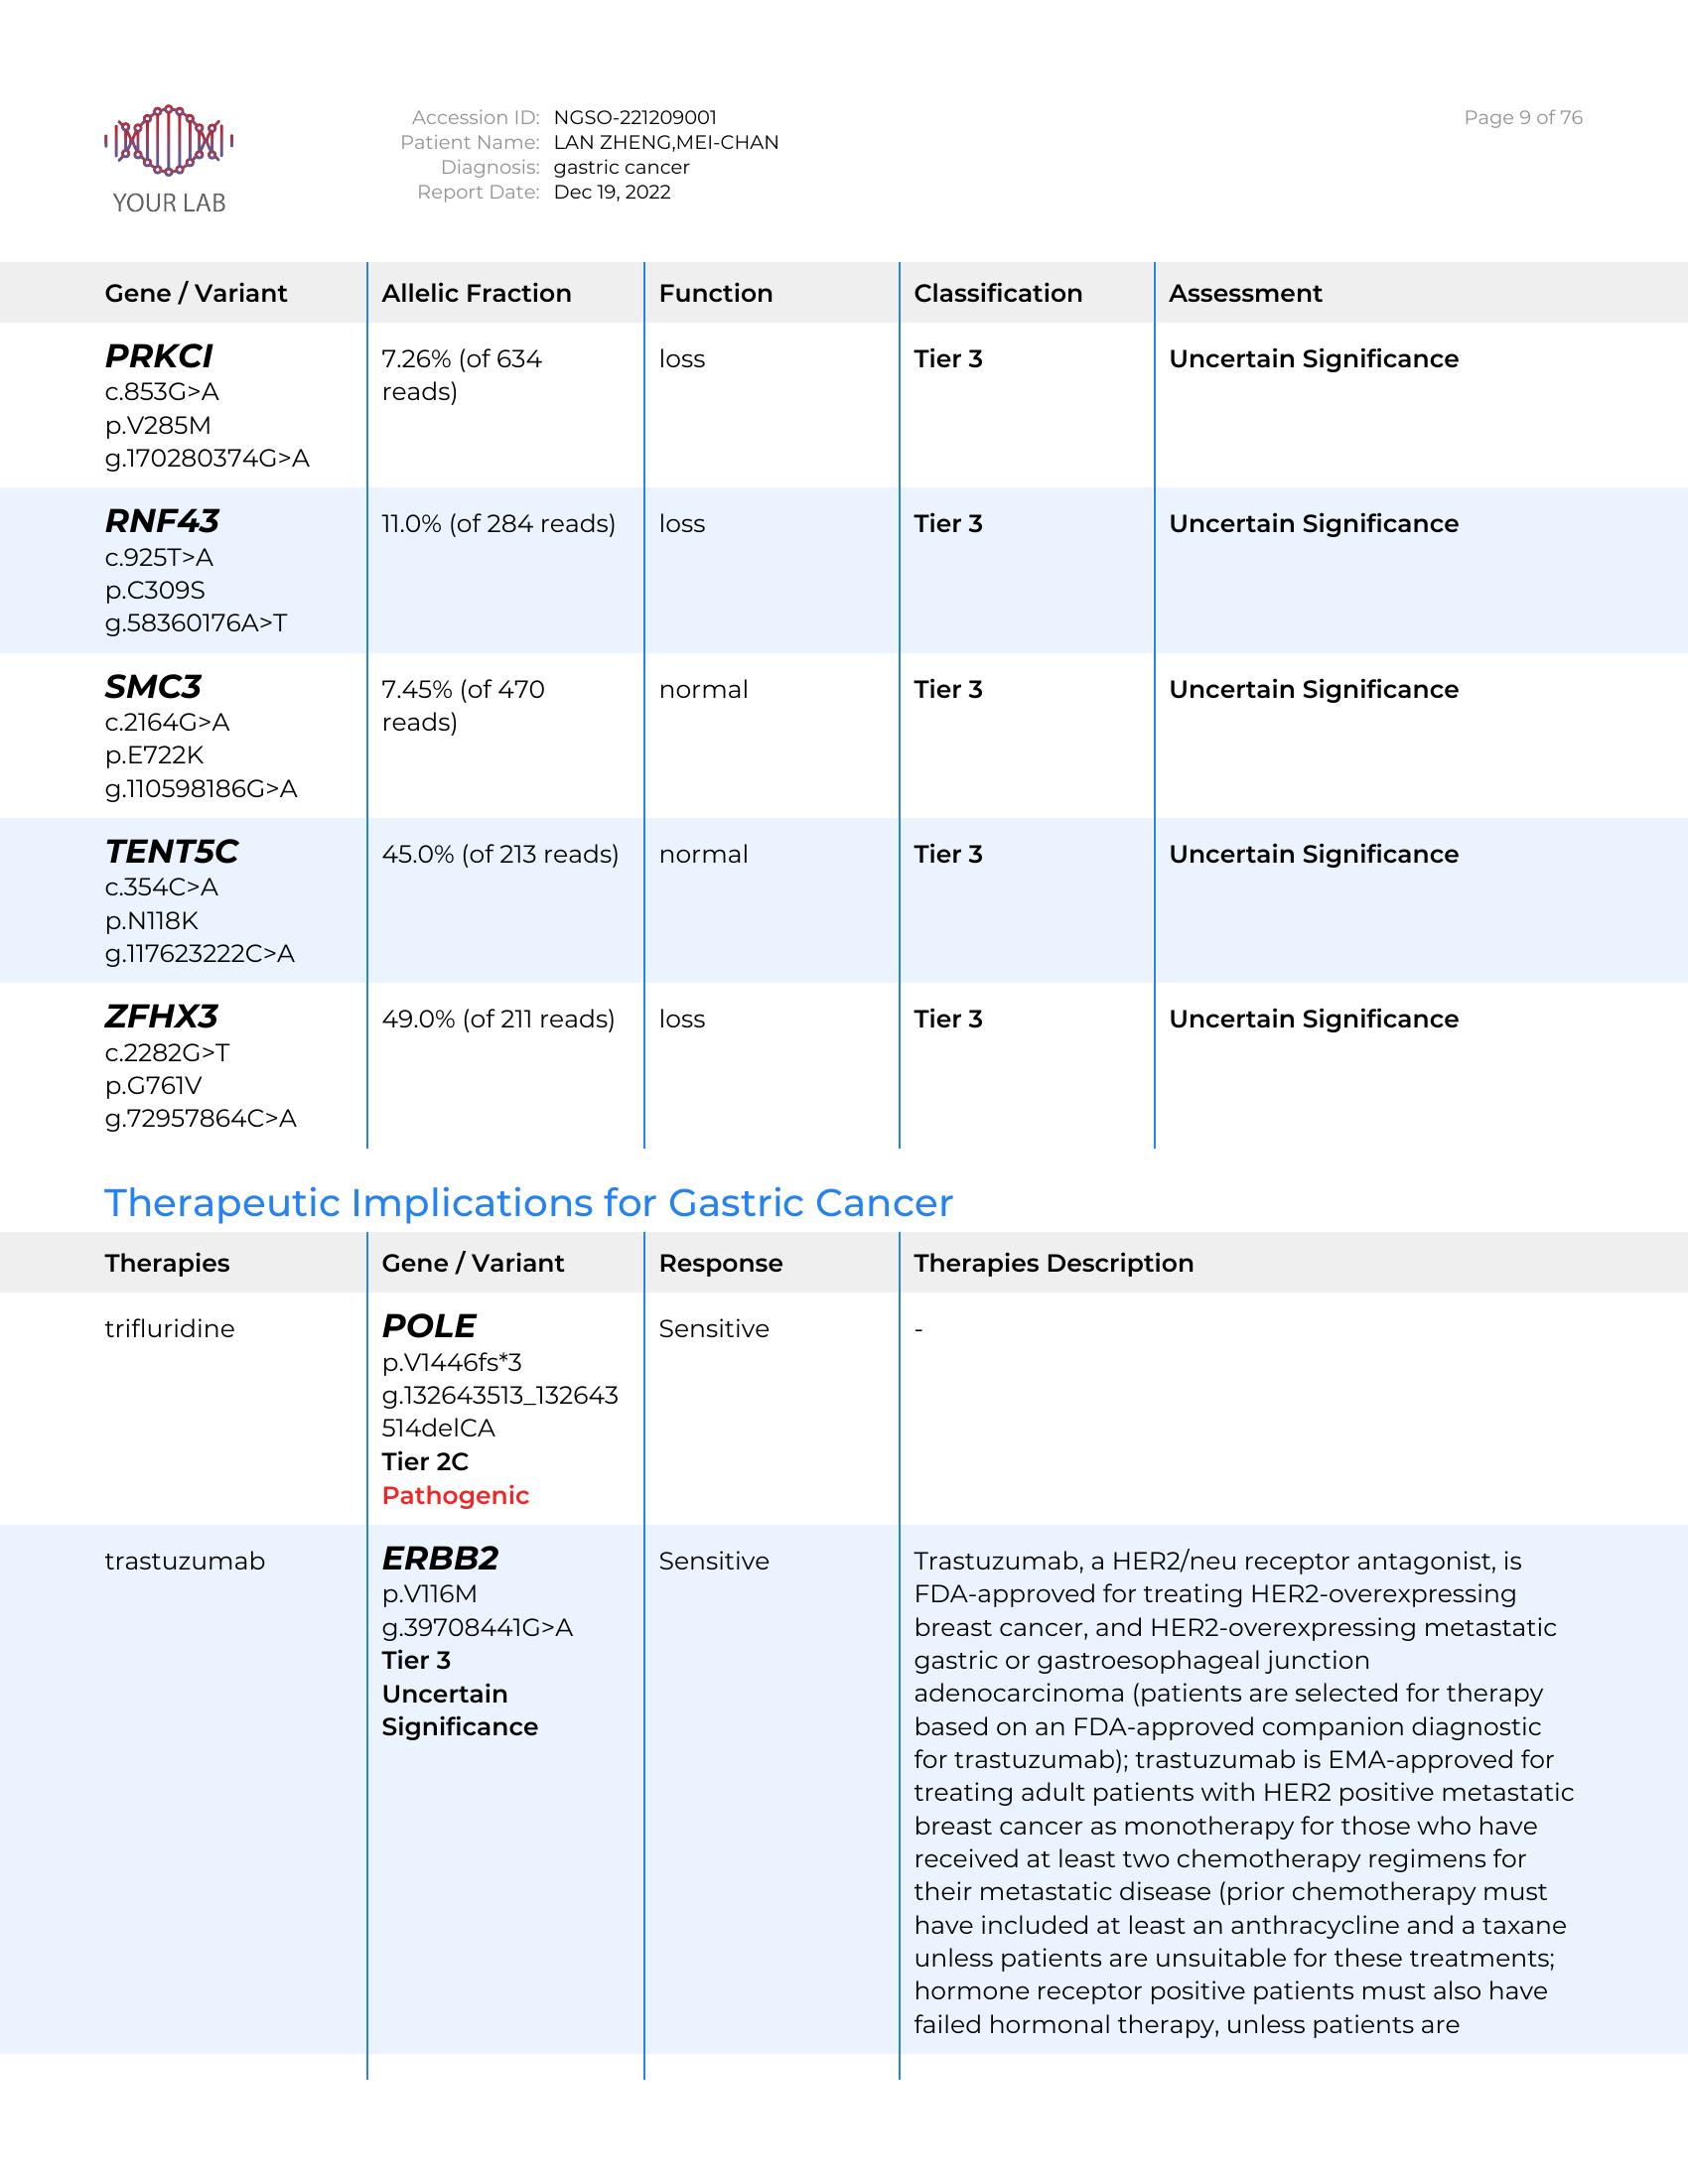 YOUR LAB
Accession ID: NGSO-221209001
Patient Name: LAN ZHENG,MEI-CHAN
Diagnosis: gastric cancer
Report Date: Dec 19, 2022
Page 9 of 76
Gene / Variant Allelic Fraction Function Classification Assessment
PRKCI
c.853G>A
p.V285M
g.170280374G>A
7.26% (of 634
reads)
loss
Tier 3
Uncertain Significance
RNF43
c.925T>A
p.C309S
g.58360176A>T
11.0% (of 284 reads)
loss
Tier 3
Uncertain Significance
SMC3
c.2164G>A
p.E722K
g.110598186G>A
7.45% (of 470
reads)
normal
Tier 3
Uncertain Significance
TENT5C
c.354C>A
p.N118K
g.117623222C>A
45.0% (of 213 reads)
normal
Tier 3
Uncertain Significance
ZFHX3
c.2282G>T
p.G761V
g.72957864C>A
49.0% (of 211 reads)
loss
Tier 3
Uncertain Significance
Therapeutic Implications for Gastric Cancer
Therapies Gene / Variant Response Therapies Description
trifluridine
POLE
p.V1446fs*3
g.132643513_132643
514delCA
Tier 2C
Pathogenic
Sensitive
-
trastuzumab
ERBB2
p.V116M
g.39708441G>A
Tier 3
Uncertain
Significance
Sensitive
Trastuzumab, a HER2/neu receptor antagonist, is
FDA-approved for treating HER2-overexpressing
breast cancer, and HER2-overexpressing metastatic
gastric or gastroesophageal junction
adenocarcinoma (patients are selected for therapy
based on an FDA-approved companion diagnostic
for trastuzumab); trastuzumab is EMA-approved for
treating adult patients with HER2 positive metastatic
breast cancer as monotherapy for those who have
received at least two chemotherapy regimens for
their metastatic disease (prior chemotherapy must
have included at least an anthracycline and a taxane
unless patients are unsuitable for these treatments;
hormone receptor positive patients must also have
failed hormonal therapy, unless patients are